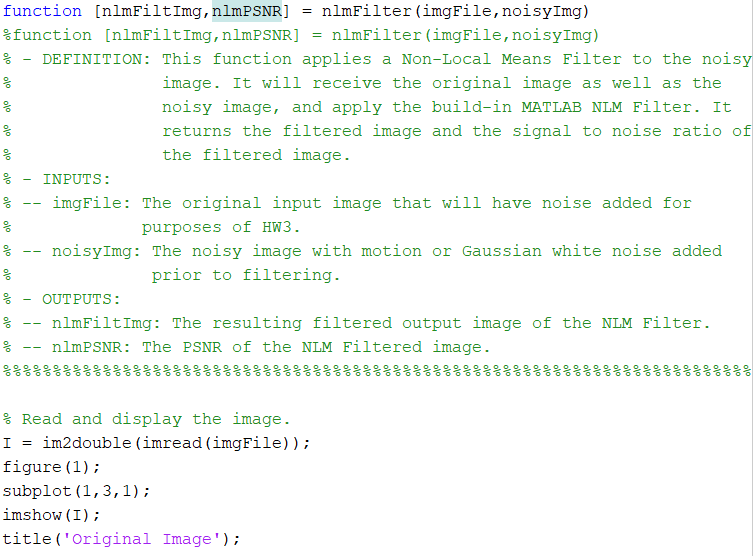 function [nlmFiltImg,nlmPSNR] = nlmFilter(imgFile,noisyImg)
%function [nlmFiltImg,nlmPSNR] = nlmFilter(imgFile,noisyImg)
% - DEFINITION: This function applies a Non-Local Means Filter to the noisy
%               image. It will receive the original image as well as the
%               noisy image, and apply the build-in MATLAB NLM Filter. It
%               returns the filtered image and the signal to noise ratio of
%               the filtered image.
% - INPUTS:
% -- imgFile: The original input image that will have noise added for
%             purposes of HW3.
% -- noisyImg: The noisy image with motion or Gaussian white noise added
%              prior to filtering.
% - OUTPUTS:
% -- nlmFiltImg: The resulting filtered output image of the NLM Filter.
% -- nlmPSNR: The PSNR of the NLM Filtered image.
%%%%%%%%%%%%%%%%%%%%%%%%%%%%%%%%%%%%%%%%%%%%%%%%%%%%%%%%%%%%%%%%%%%%%%%%%%%
% Read and display the image.
I = im2double(imread(imgFile));
figure(1);
subplot(1,3,1);
imshow(I);
title('Original Image');